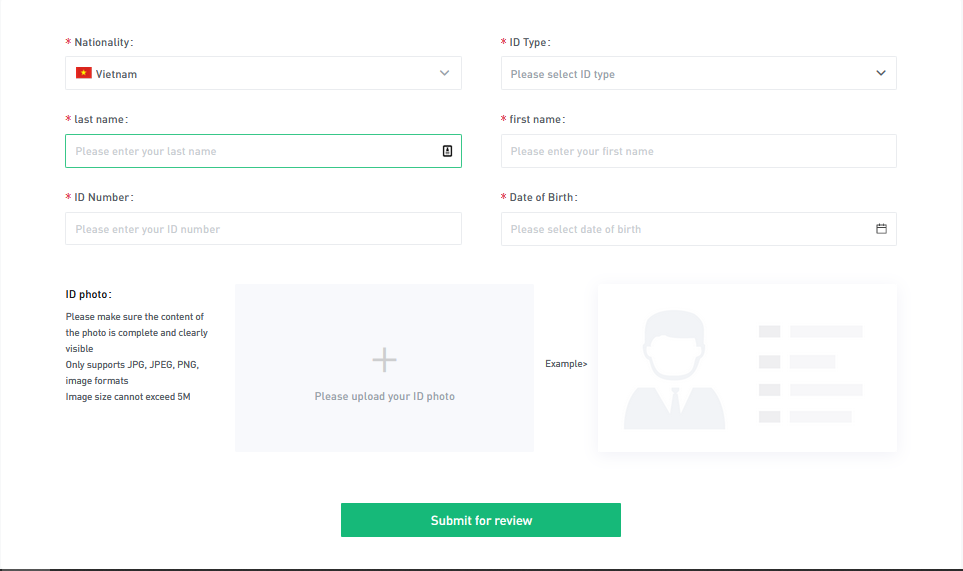 * Nationality:
* ID Type:
Vietnam
Please select ID type
* last name:
* first name:
Please enter your last name
Please enter your first name
* ID Number:
* Date of Birth:
Please enter your ID number
Please select date of birth
ID photo:
Please make sure the content of
the photo is complete and clearly
visible
Only supports JPG, JPEG, PNG,
image formats
Image size cannot exceed 5M
Please upload your ID photo
Example>
Submit for review